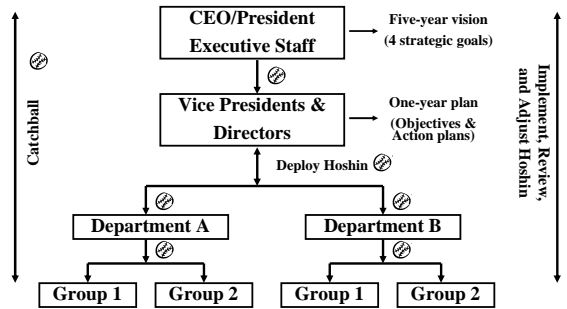 CEO/President
Executive Staff
Five-year vision
(4 strategic goals)
Catchball
Implement, Review,
and Adjust Hoshin
Vice Presidents &
Directors
One-year plan
(Objectives &
Action plans)
Deploy Hoshin
Department A
Department B
Group 1
Group 2
Group 1
Group 2